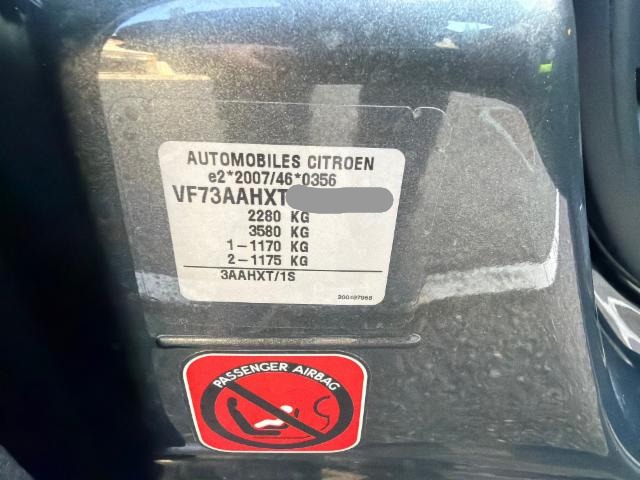 AUTOMOBILES CITROEN
e2*2007/46*0356
VF73AAHXT
2280 KG
3580 KG
1-1170 KG
2-1175 KG
3AAHXT/1S
PASSENGER AIRBAG